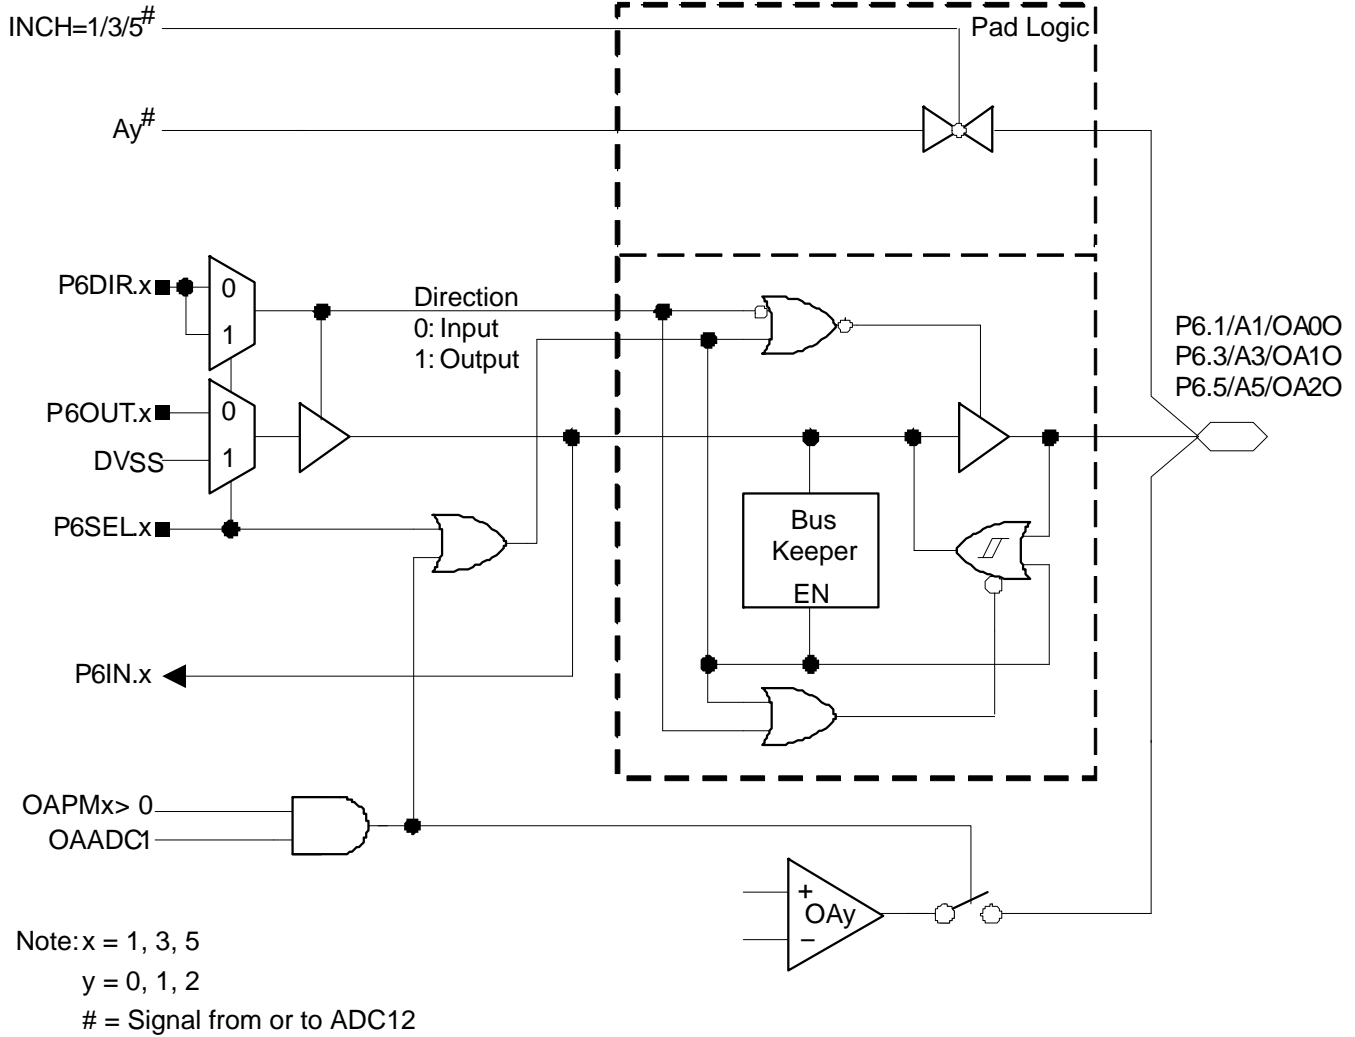 INCH=1/3/5#
Pad Logic
Ay#
P6DIR.x
0
1
Direction
0: Input
1: Output
P6.1/A1/OA0O
P6.3/A3/OA1O
P6.5/A5/OA2O
P6OUT.x
0
DVSS
1
P6SEL.x
Bus
Keeper
EN
P6IN.x
OAPMx> 0
OAADC1
+
OAy
−
Note: x = 1, 3, 5
y = 0, 1, 2
# = Signal from or to ADC12